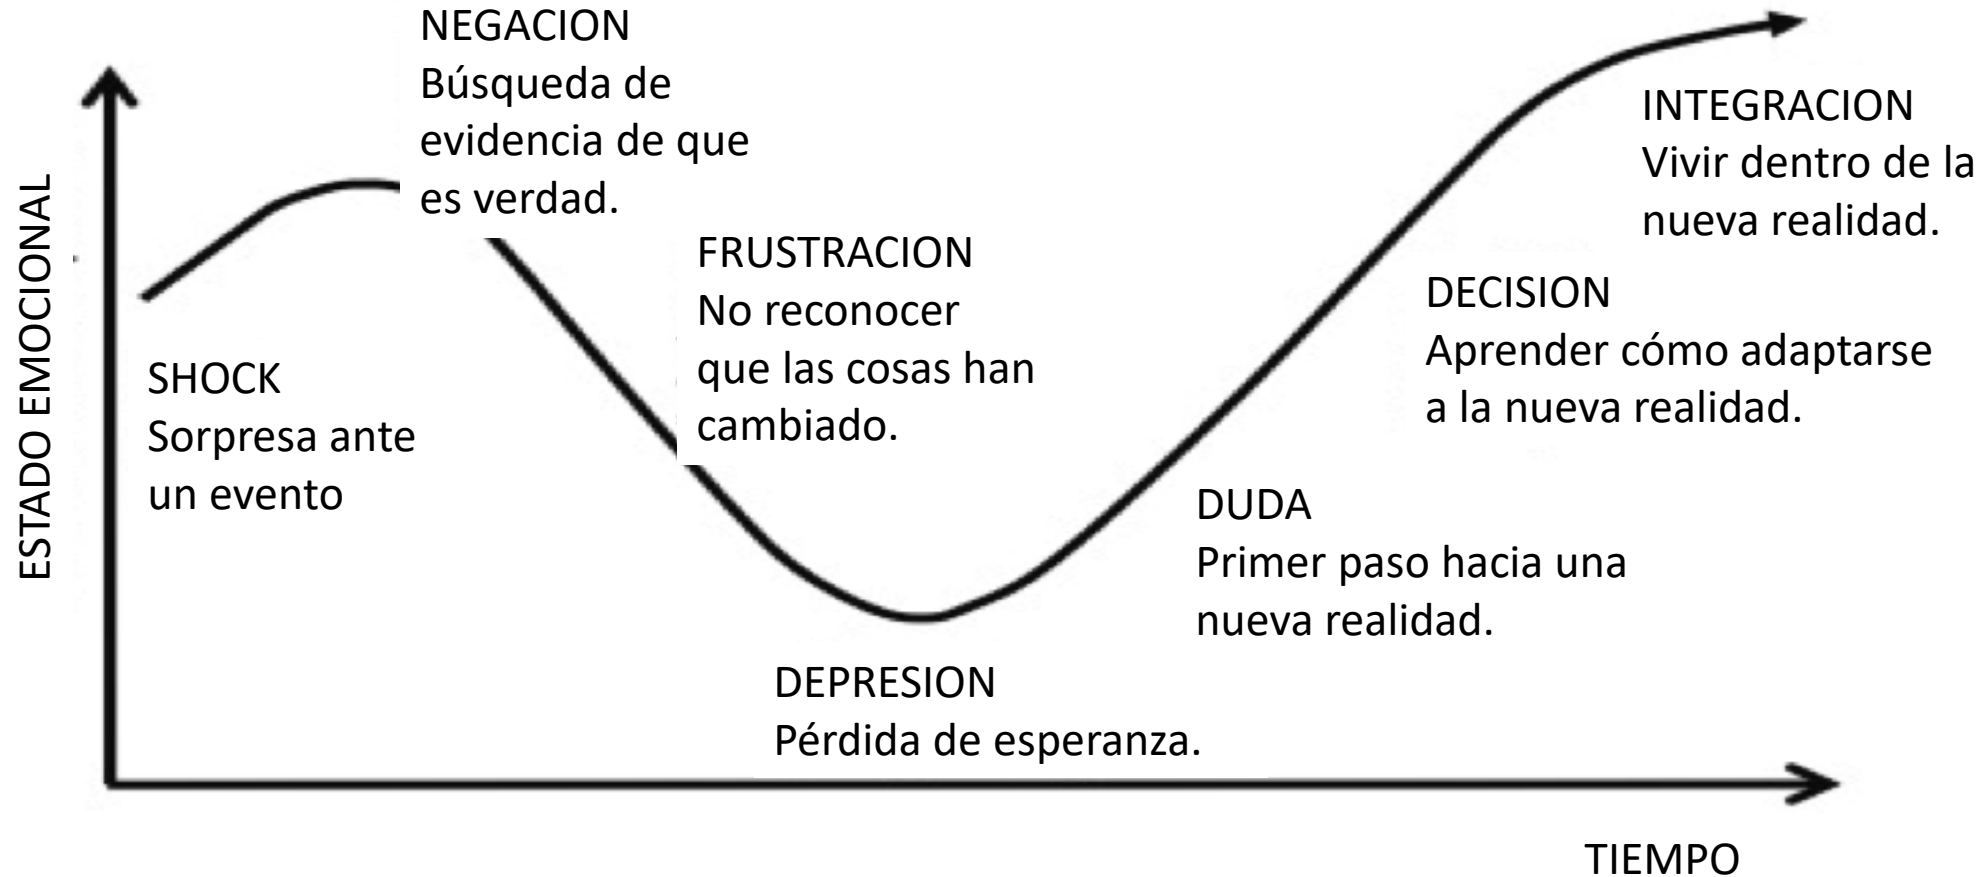 NEGACION
Búsqueda de
evidencia de que
es verdad.
ESTADO EMOCIONAL
SHOCK
Sorpresa ante
un evento
FRUSTRACION
No reconocer
que las cosas han
cambiado.
DEPRESION
Pérdida de esperanza.
DUDA
Primer paso hacia una
nueva realidad.
DECISION
Aprender cómo adaptarse
a la nueva realidad.
INTEGRACION
Vivir dentro de la
nueva realidad.
TIEMPO